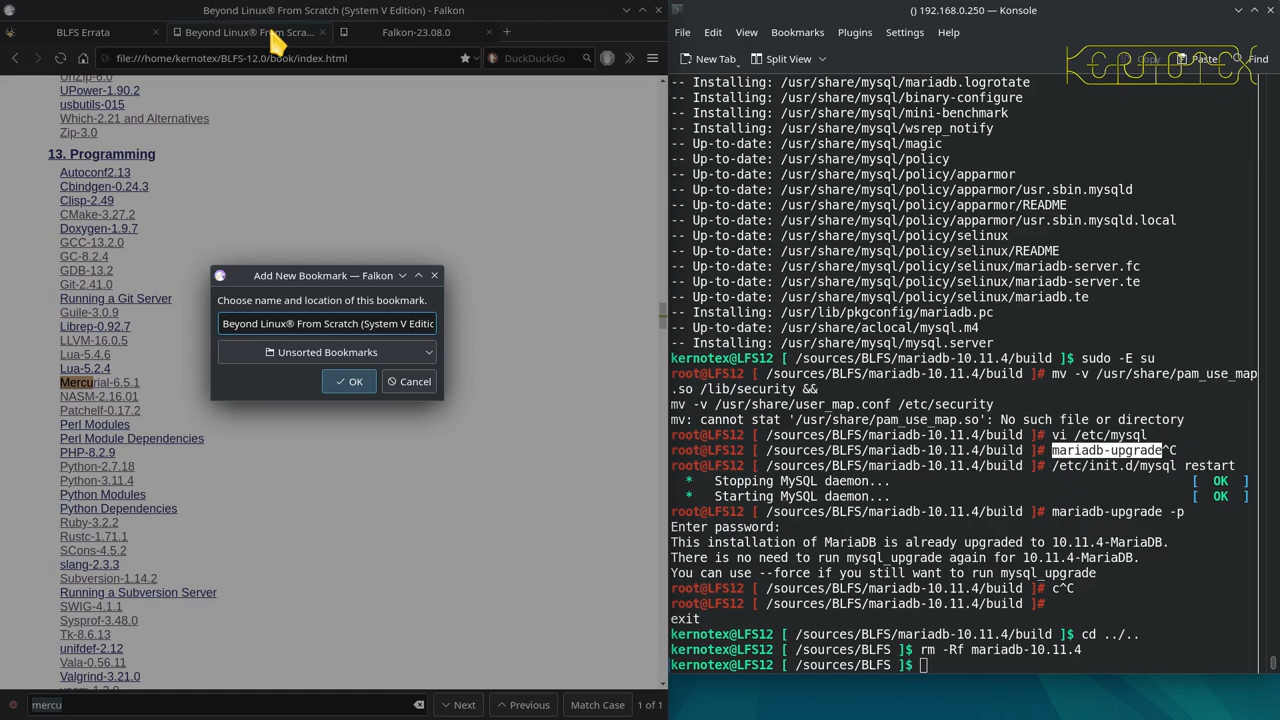 Beyond Linux® From Scratch (System V Edition) - Falkon
BLFS Errata
Beyond Linux® From Scra...
Falkon-23.08.0
file:///home/kernotex/BLFS-12.0/book/index.html
DuckDuckGo
UnZip-6.0
UPower-1.90.2
usbutils-015
Which-2.21 and Alternatives
Zip-3.0
13. Programming
Autoconf2.13
Cbindgen-0.24.3
Clisp-2.49
CMake-3.27.2
Doxygen-1.9.7
GCC-13.2.0
GC-8.2.4
GDB-13.2
Git-2.41.0
Running a Git Server
Guile-3.0.9
Librep-0.92.7
LLVM-16.0.5
Lua-5.4.6
Lua-5.2.4
Mercurial-6.5.1
NASM-2.16.01
Patchelf-0.17.2
Perl Modules
Perl Module Dependencies
PHP-8.2.9
Python-2.7.18
Python-3.11.4
Python Modules
Python Dependencies
Ruby-3.2.2
Rustc-1.71.1
SCons-4.5.2
slang-2.3.3
Subversion-1.14.2
Running a Subversion Server
SWIG-4.1.1
Sysprof-3.48.0
Tk-8.6.13
unifdef-2.12
Vala-0.56.11
Valgrind-3.21.0
Add New Bookmark — Falkon
Choose name and location of this bookmark.
Beyond Linux® From Scratch (System V Editic
Unsorted Bookmarks
OK
Cancel
mercu
Next
Previous
Match Case
1 of 1
() 192.168.0.250 — Konsole
File Edit View Bookmarks Plugins Settings Help
New Tab
Split View
Copy
Paste
Find
KERNOTEX
-- Installing: /usr/share/mysql/mariadb.logrotate
-- Installing: /usr/share/mysql/binary-configure
-- Installing: /usr/share/mysql/mini-benchmark
-- Installing: /usr/share/mysql/wsrep_notify
-- Up-to-date: /usr/share/mysql/magic
-- Up-to-date: /usr/share/mysql/policy
-- Up-to-date: /usr/share/mysql/policy/apparmor
-- Up-to-date: /usr/share/mysql/policy/apparmor/usr.sbin.mysqld
-- Up-to-date: /usr/share/mysql/policy/apparmor/README
-- Up-to-date: /usr/share/mysql/policy/apparmor/usr.sbin.mysqld.local
-- Up-to-date: /usr/share/mysql/policy/selinux
-- Up-to-date: /usr/share/mysql/policy/selinux/README
-- Up-to-date: /usr/share/mysql/policy/selinux/mariadb-server.fc
-- Up-to-date: /usr/share/mysql/policy/selinux/mariadb-server.te
-- Up-to-date: /usr/share/mysql/policy/selinux/mariadb.te
-- Installing: /usr/lib/pkgconfig/mariadb.pc
-- Up-to-date: /usr/share/aclocal/mysql.m4
-- Installing: /usr/share/mysql/mysql.server
kernotex@LFS12 [ /sources/BLFS/mariadb-10.11.4/build ]$ sudo -E su
root@LFS12 [ /sources/BLFS/mariadb-10.11.4/build ]# mv -v /usr/share/pam_use_map
.so /lib/security &&
mv -v /usr/share/user_map.conf /etc/security
mv: cannot stat '/usr/share/pam_use_map.so': No such file or directory
root@LFS12 [ /sources/BLFS/mariadb-10.11.4/build ]# vi /etc/mysql
root@LFS12 [ /sources/BLFS/mariadb-10.11.4/build ]# mariadb-upgrade^C
root@LFS12 [ /sources/BLFS/mariadb-10.11.4/build ]# /etc/init.d/mysql restart
* Stopping MySQL daemon... [ OK ]
* Starting MySQL daemon... [ OK ]
root@LFS12 [ /sources/BLFS/mariadb-10.11.4/build ]# mariadb-upgrade -p
Enter password:
This installation of MariaDB is already upgraded to 10.11.4-MariaDB.
There is no need to run mysql_upgrade again for 10.11.4-MariaDB.
You can use --force if you still want to run mysql_upgrade
root@LFS12 [ /sources/BLFS/mariadb-10.11.4/build ]# c^C
root@LFS12 [ /sources/BLFS/mariadb-10.11.4/build ]#
exit
kernotex@LFS12 [ /sources/BLFS/mariadb-10.11.4/build ]$ cd ../..
kernotex@LFS12 [ /sources/BLFS ]$ rm -Rf mariadb-10.11.4
kernotex@LFS12 [ /sources/BLFS ]$